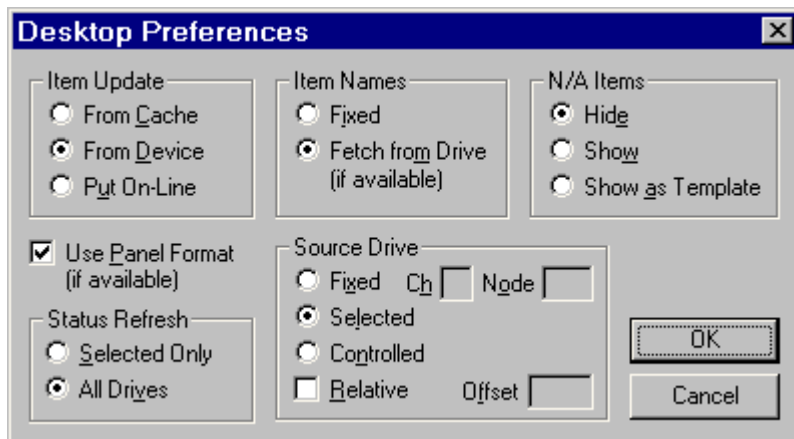 Desktop Preferences
Item Update
From Cache
From Device
Put On-Line
Item Names
Fixed
Fetch from Drive
(if available)
N/A Items
Hide
Show
Show as Template
Use Panel Format
(if available)
Status Refresh
Selected Only
All Drives
Source Drive
Fixed Ch Node
Selected
Controlled
Relative Offset
OK
Cancel